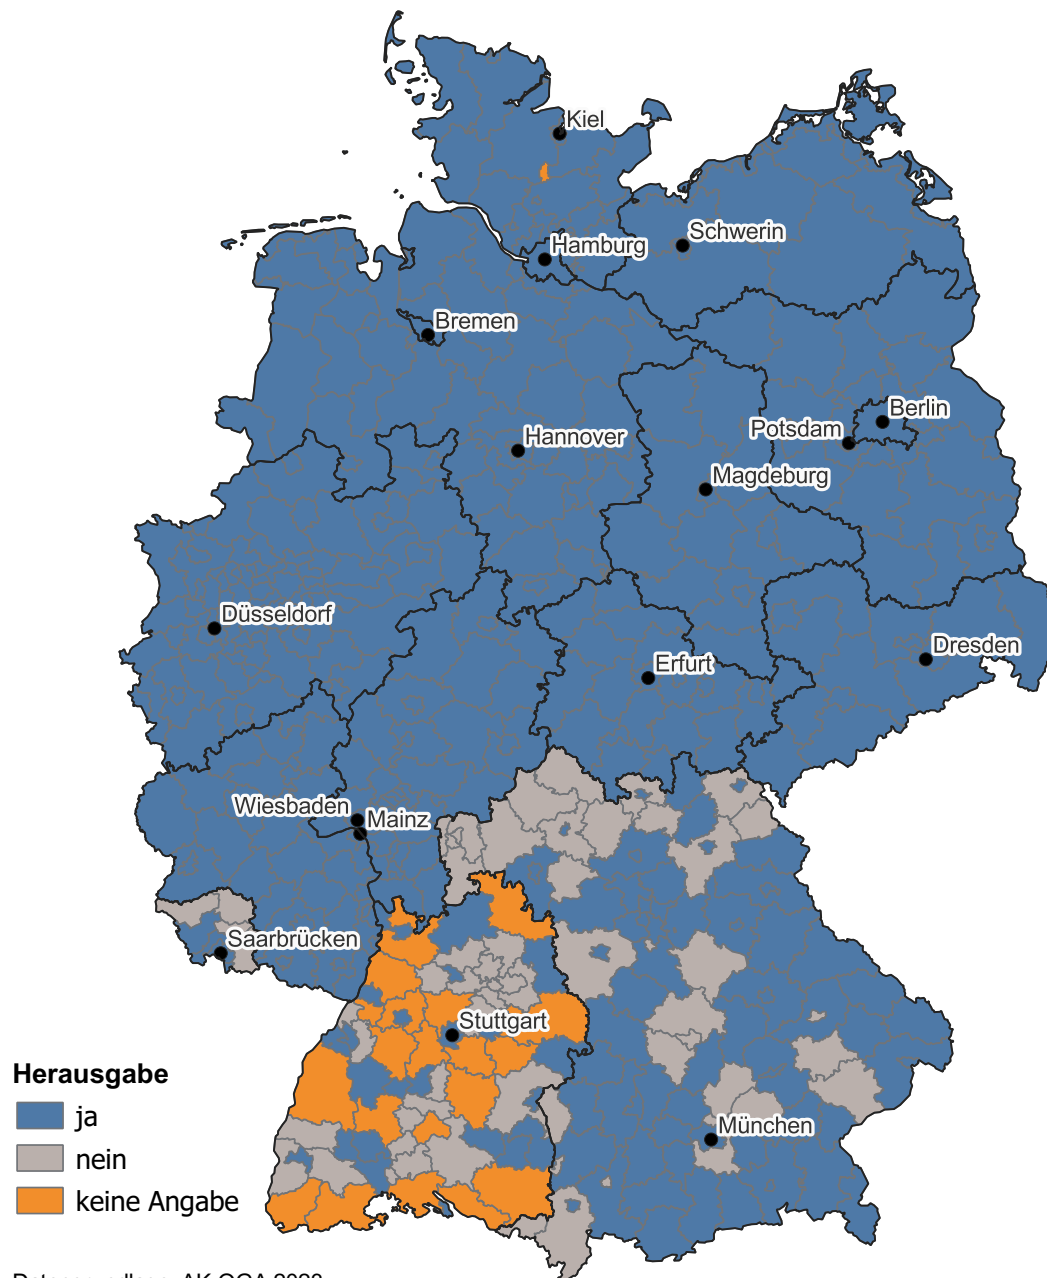 Kiel
Schwerin
Hamburg
Bremen
Berlin
Potsdam
Hannover
Magdeburg
Düsseldorf
Dresden
Erfurt
Wiesbaden
Mainz
Saarbrücken
Stuttgart
München
Herausgabe
ja
nein
keine Angabe